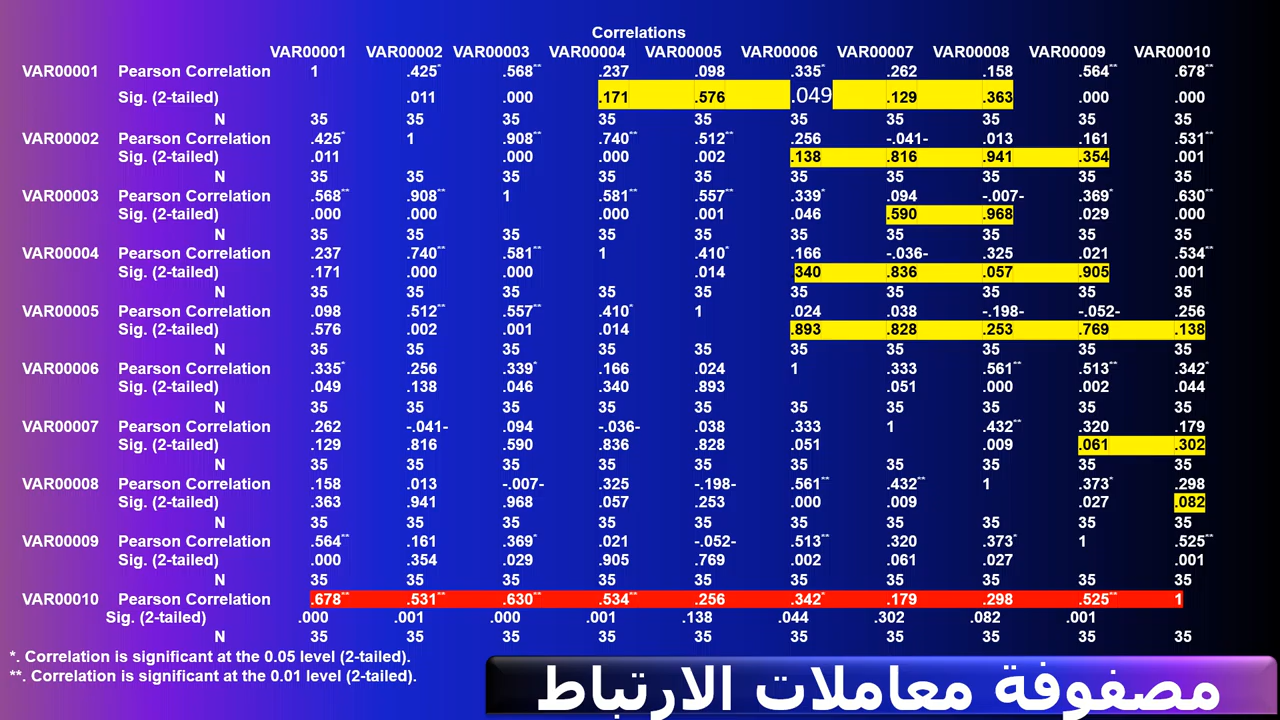 Correlations
VAR00001 VAR00002 VAR00003 VAR00004 VAR00005 VAR00006 VAR00007 VAR00008 VAR00009 VAR00010
VAR00001 Pearson Correlation 1 .425* .568** .237 .098 .335* .262 .158 .564** .678**
Sig. (2-tailed) .011 .000 .171 .576 .049 .129 .363 .000 .000
N 35 35 35 35 35 35 35 35 35 35
VAR00002 Pearson Correlation .425* 1 .908** .740** .512** .256 -.041- .013 .161 .531**
Sig. (2-tailed) .011 .000 .000 .002 .138 .816 .941 .354 .001
N 35 35 35 35 35 35 35 35 35 35
VAR00003 Pearson Correlation .568** .908** 1 .581** .557** .339* .094 -.007- .369* .630**
Sig. (2-tailed) .000 .000 .000 .001 .046 .590 .968 .029 .000
N 35 35 35 35 35 35 35 35 35 35
VAR00004 Pearson Correlation .237 .740** .581** 1 .410* .166 -.036- .325 .021 .534**
Sig. (2-tailed) .171 .000 .000 .014 .340 .836 .057 .905 .001
N 35 35 35 35 35 35 35 35 35 35
VAR00005 Pearson Correlation .098 .512** .557** .410* 1 .024 .038 -.198- -.052- .256
Sig. (2-tailed) .576 .002 .001 .014 .893 .828 .253 .769 .138
N 35 35 35 35 35 35 35 35 35 35
VAR00006 Pearson Correlation .335* .256 .339* .166 .024 1 .333 .561** .513** .342*
Sig. (2-tailed) .049 .138 .046 .340 .893 .051 .000 .002 .044
N 35 35 35 35 35 35 35 35 35 35
VAR00007 Pearson Correlation .262 -.041- .094 -.036- .038 .333 1 .432** .320 .179
Sig. (2-tailed) .129 .816 .590 .836 .828 .051 .009 .061 .302
N 35 35 35 35 35 35 35 35 35 35
VAR00008 Pearson Correlation .158 .013 -.007- .325 -.198- .561** .432** 1 .373* .298
Sig. (2-tailed) .363 .941 .968 .057 .253 .000 .009 .027 .082
N 35 35 35 35 35 35 35 35 35 35
VAR00009 Pearson Correlation .564** .161 .369* .021 -.052- .513** .320 .373* 1 .525**
Sig. (2-tailed) .000 .354 .029 .905 .769 .002 .061 .027 .001
N 35 35 35 35 35 35 35 35 35 35
VAR00010 Pearson Correlation .678** .531** .630** .534** .256 .342* .179 .298 .525** 1
Sig. (2-tailed) .000 .001 .000 .001 .138 .044 .302 .082 .001
N 35 35 35 35 35 35 35 35 35 35
*. Correlation is significant at the 0.05 level (2-tailed).
**. Correlation is significant at the 0.01 level (2-tailed).
مصفوفة معاملات الارتباط